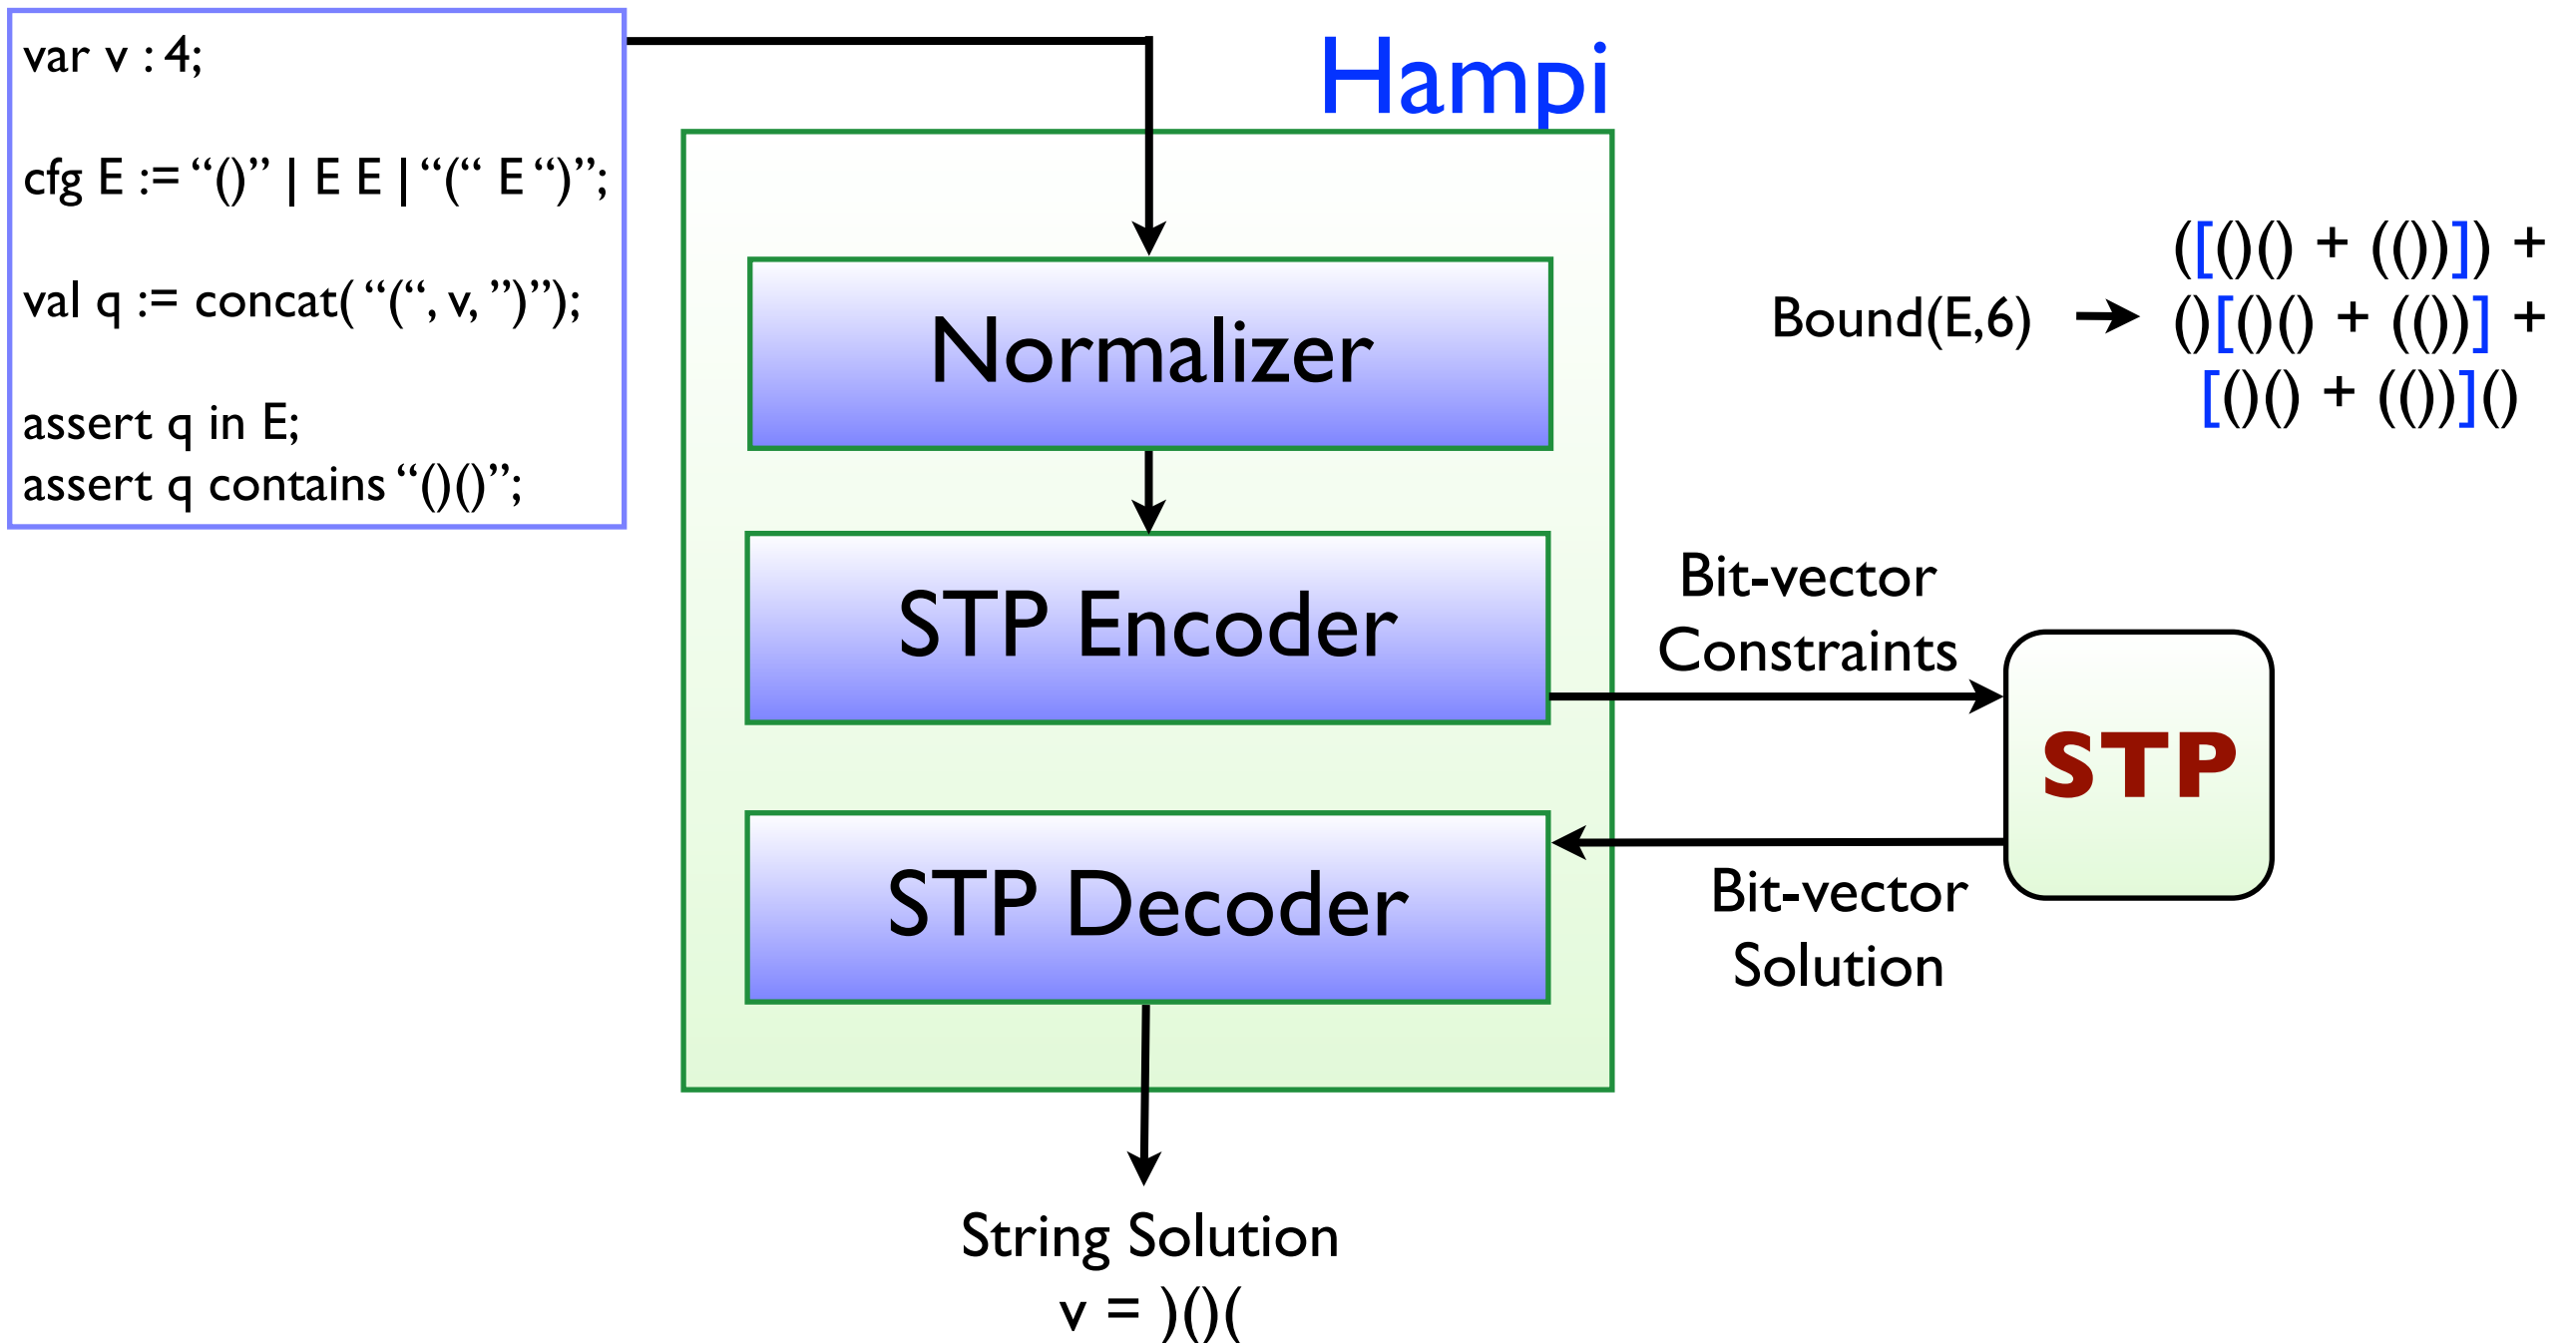 var v : 4;
cfg E := “()” | E E | “(“ E “)”;
val q := concat( “(“, v, ”)”);
assert q in E;
assert q contains “()()”;
Hampi
Normalizer
STP Encoder
STP Decoder
String Solution
v = )()(
Bound(E,6)
([()() + (())]) +
()[()() + (())] +
[()() + (())]()
Bit-vector
Constraints
STP
Bit-vector
Solution